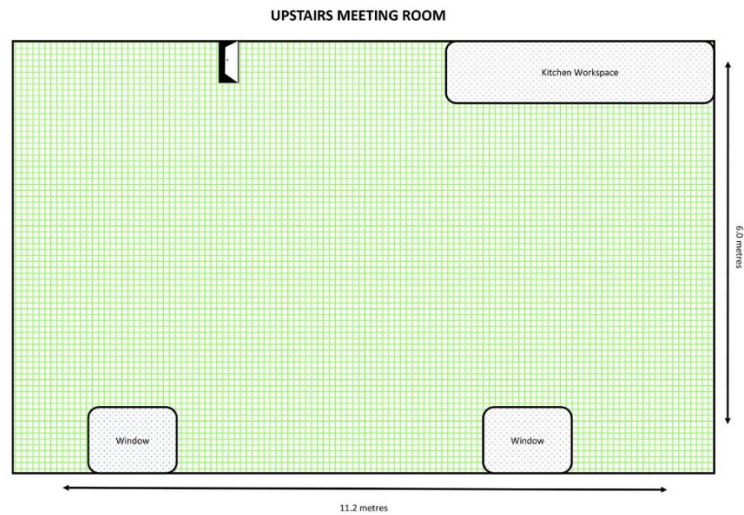 UPSTAIRS MEETING ROOM
Kitchen Workspace
6.0 metres
Window
Window
11.2 metres